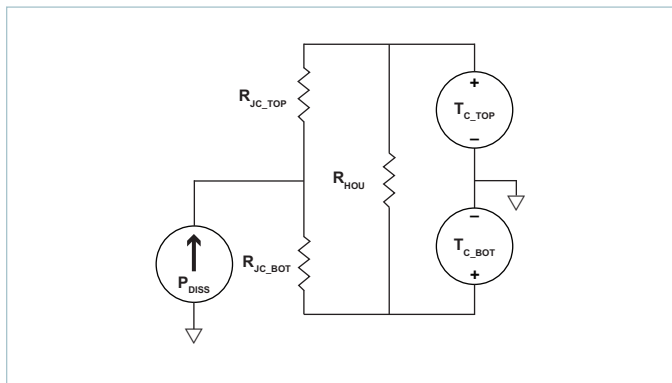 R_JC_TOP
+
T_C_TOP
–
R_HOU
–
T_C_BOT
+
R_JC_BOT
P_DISS